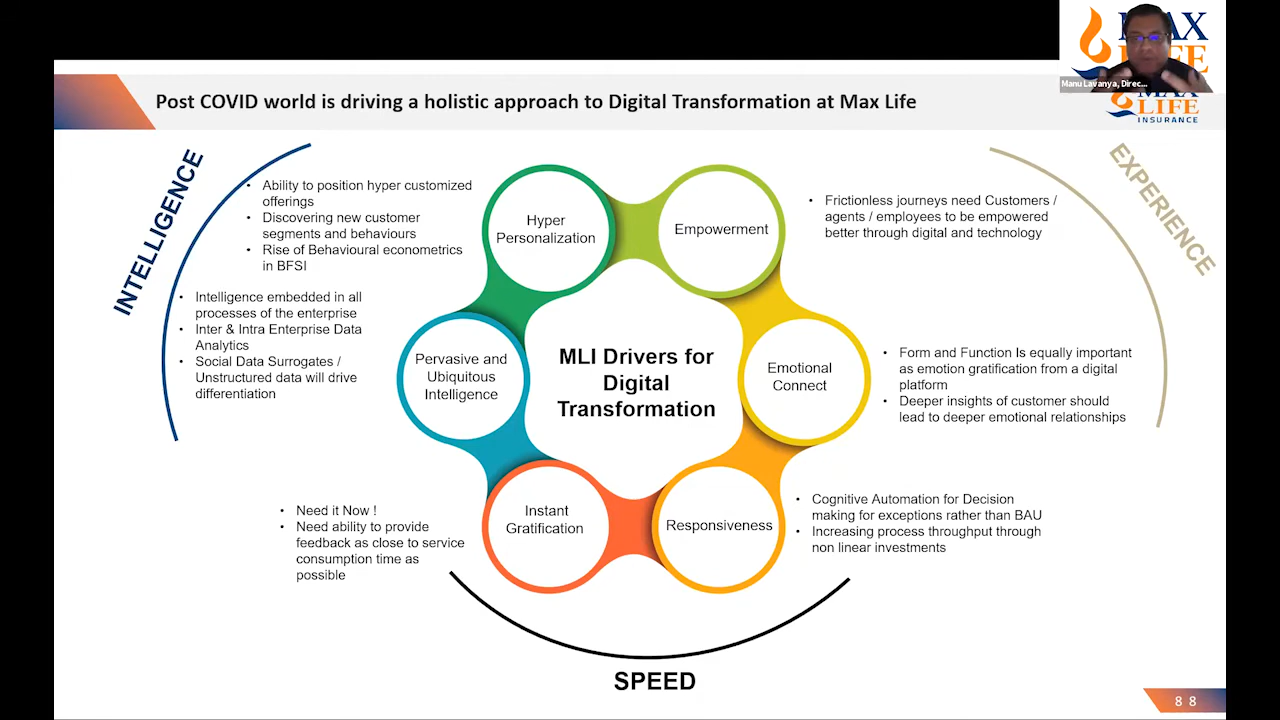 MAX
LIFE
Manu Lavanya, Direc...
Post COVID world is driving a holistic approach to Digital Transformation at Max Life
MAX
LIFE
INSURANCE
INTELLIGENCE
• Ability to position hyper customized
offerings
• Discovering new customer
segments and behaviours
• Rise of Behavioural econometrics
in BFSI
• Intelligence embedded in all
processes of the enterprise
• Inter & Intra Enterprise Data
Analytics
• Social Data Surrogates /
Unstructured data will drive
differentiation
Hyper
Personalization
Empowerment
• Frictionless journeys need Customers /
agents / employees to be empowered
better through digital and technology
EXPERIENCE
Pervasive and
Ubiquitous
Intelligence
MLI Drivers for
Digital
Transformation
Emotional
Connect
• Form and Function Is equally important
as emotion gratification from a digital
platform
• Deeper insights of customer should
lead to deeper emotional relationships
• Need it Now !
• Need ability to provide
feedback as close to service
consumption time as
possible
Instant
Gratification
Responsiveness
• Cognitive Automation for Decision
making for exceptions rather than BAU
• Increasing process throughput through
non linear investments
SPEED
8 8